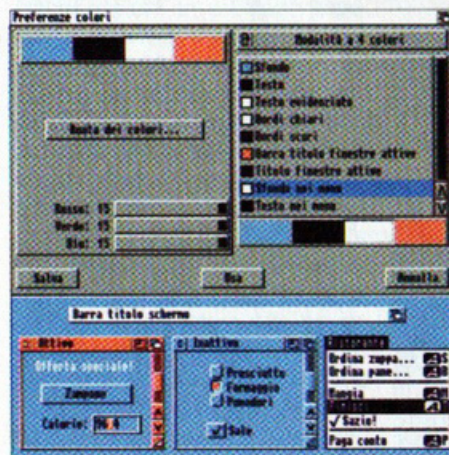 Preferenze colori
Modalità a 4 colori
Sfondo
Testo
Testo evidenziato
Bordi chiari
Bordi scuri
Barra titolo finestre attive
Titolo finestre attive
Sfondo nei menu
Testo nei menu
Ruota dei colori...
Rosso: 15
Verde: 15
Blu: 15
Salva
Usa
Annulla
Barra titolo schermo
Attivo
Offerta speciale!
Zampone
Calorie:
Inattivo
Prosciutto
Formaggio
Pomodori
Sale
Ristorante
Ordina zuppa... S
Ordina pane... B
Mangia
Sazio!
Paga conto P